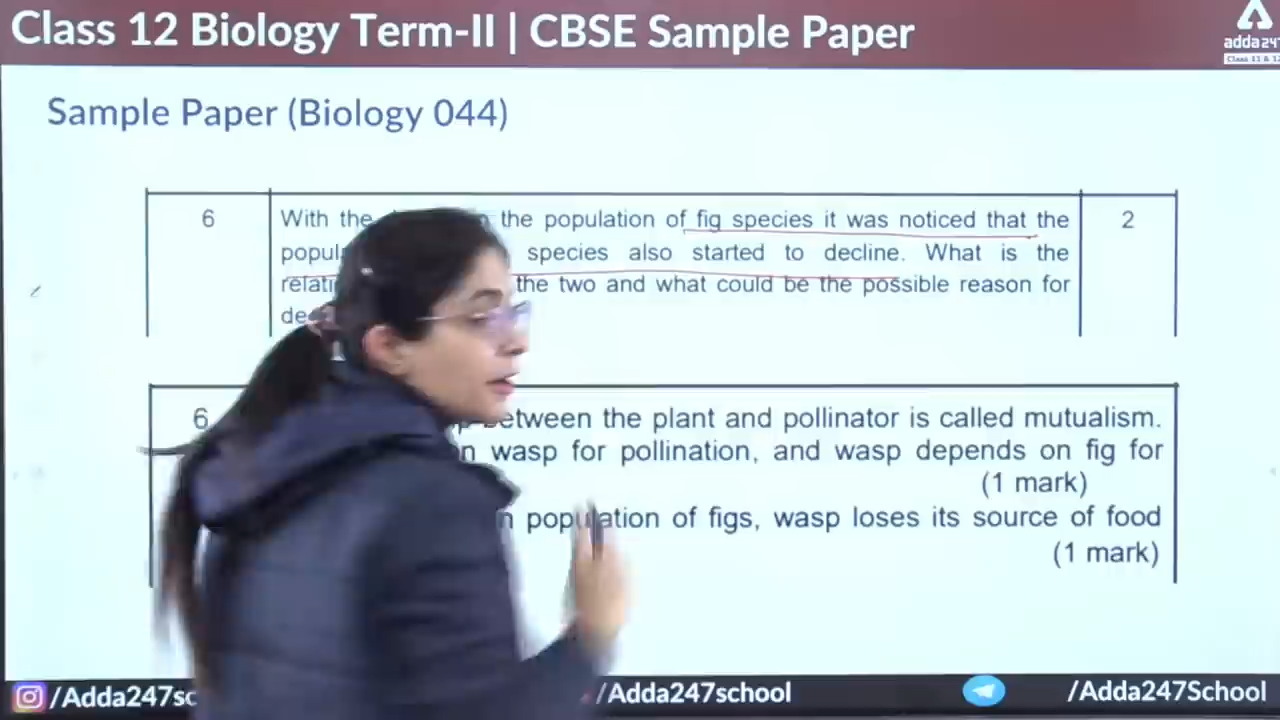 Class 12 Biology Term-II | CBSE Sample Paper
adda247
Class 11 & 12
Sample Paper (Biology 044)
6 With the the population of fig species it was noticed that the 2
species also started to decline. What is the
the two and what could be the possible reason for
6 between the plant and pollinator is called mutualism.
on wasp for pollination, and wasp depends on fig for
(1 mark)
population of figs, wasp loses its source of food
(1 mark)
/Adda247sc /Adda247school /Adda247School